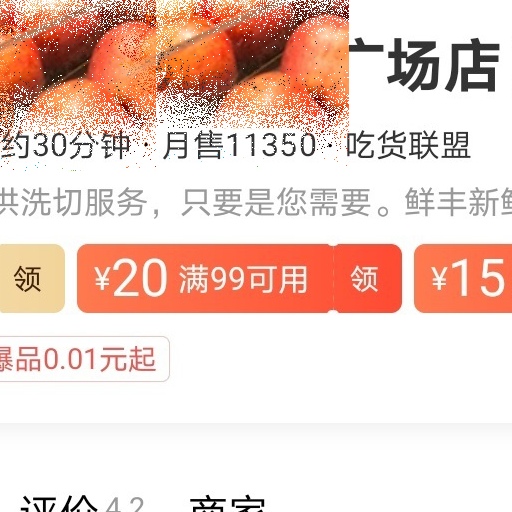 广场店
约30分钟 · 月售11350 · 吃货联盟
供洗切服务，只要是您需要。鲜丰新鲜
领 ¥20 满99可用 领 ¥15
爆品0.01元起
评价 4.2 商家